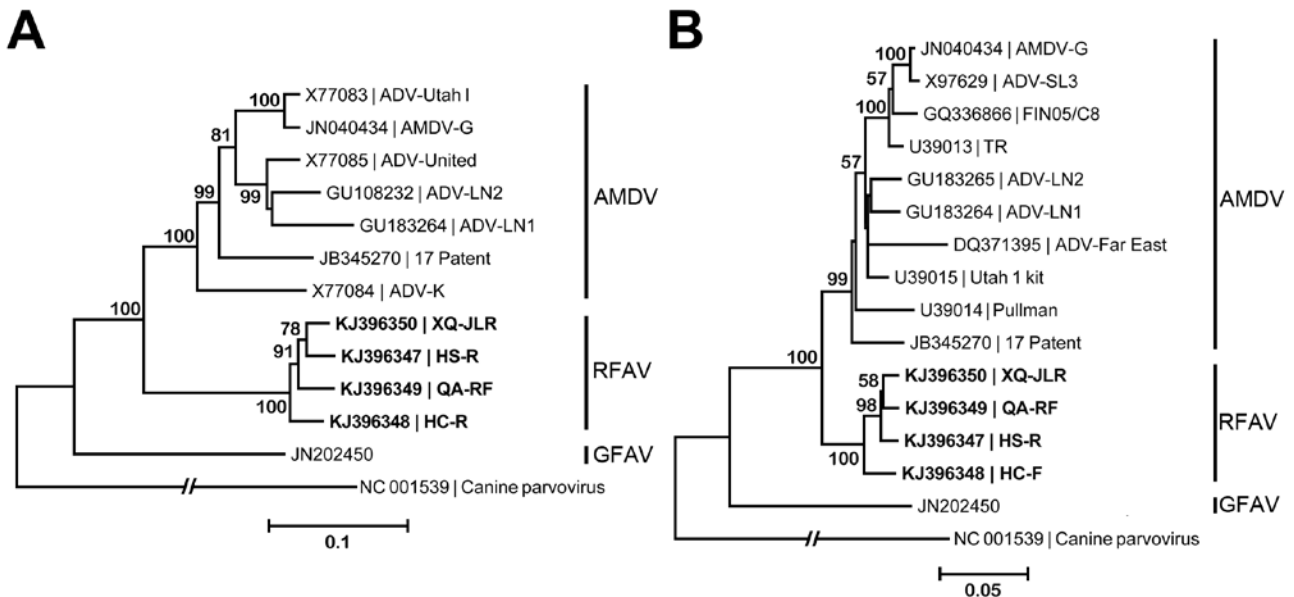 A
100
X77083 | ADV-Utah I
JN040434 | AMDV-G
81
X77085 | ADV-United
99
99
GU108232 | ADV-LN2
GU183264 | ADV-LN1
100
JB345270 | 17 Patent
X77084 | ADV-K
AMDV
100
78
KJ396350 | XQ-JLR
91
KJ396347 | HS-R
KJ396349 | QA-RF
100
KJ396348 | HC-R
RFAV
JN202450
GFAV
NC 001539 | Canine parvovirus
0.1
B
100
JN040434 | AMDV-G
57
X97629 | ADV-SL3
100
GQ336866 | FIN05/C8
U39013 | TR
57
GU183265 | ADV-LN2
GU183264 | ADV-LN1
DQ371395 | ADV-Far East
99
U39015 | Utah 1 kit
U39014 | Pullman
JB345270 | 17 Patent
AMDV
100
58
KJ396350 | XQ-JLR
98
KJ396349 | QA-RF
KJ396347 | HS-R
100
KJ396348 | HC-F
RFAV
JN202450
GFAV
NC 001539 | Canine parvovirus
0.05